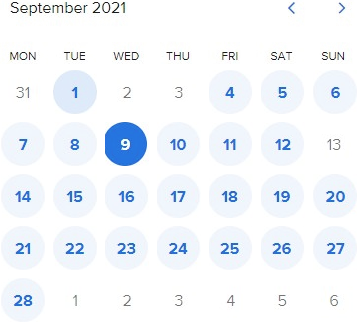 September 2021
MON TUE WED THU FRI SAT SUN
31 1 2 3 4 5 6
7 8 9 10 11 12 13
14 15 16 17 18 19 20
21 22 23 24 25 26 27
28 1 2 3 4 5 6